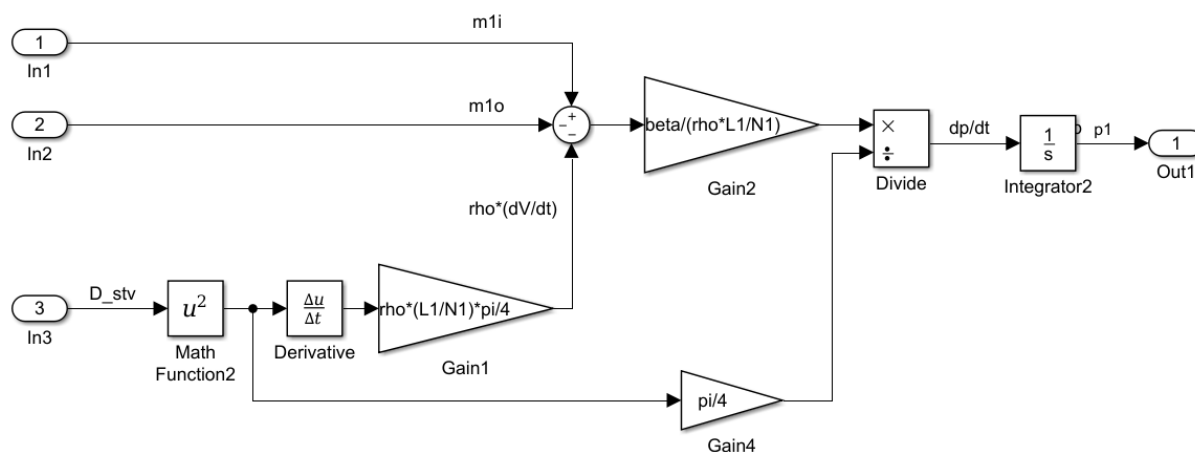 m1i
1
In1
m1o
2
In2
+
−
−
beta/(rho*L1/N1)
Gain2
×
÷
Divide
dp/dt
1
s
Integrator2
p1
1
Out1
rho*(dV/dt)
D_stv
3
In3
u²
Math
Function2
Δu
Δt
Derivative
rho*(L1/N1)*pi/4
Gain1
pi/4
Gain4